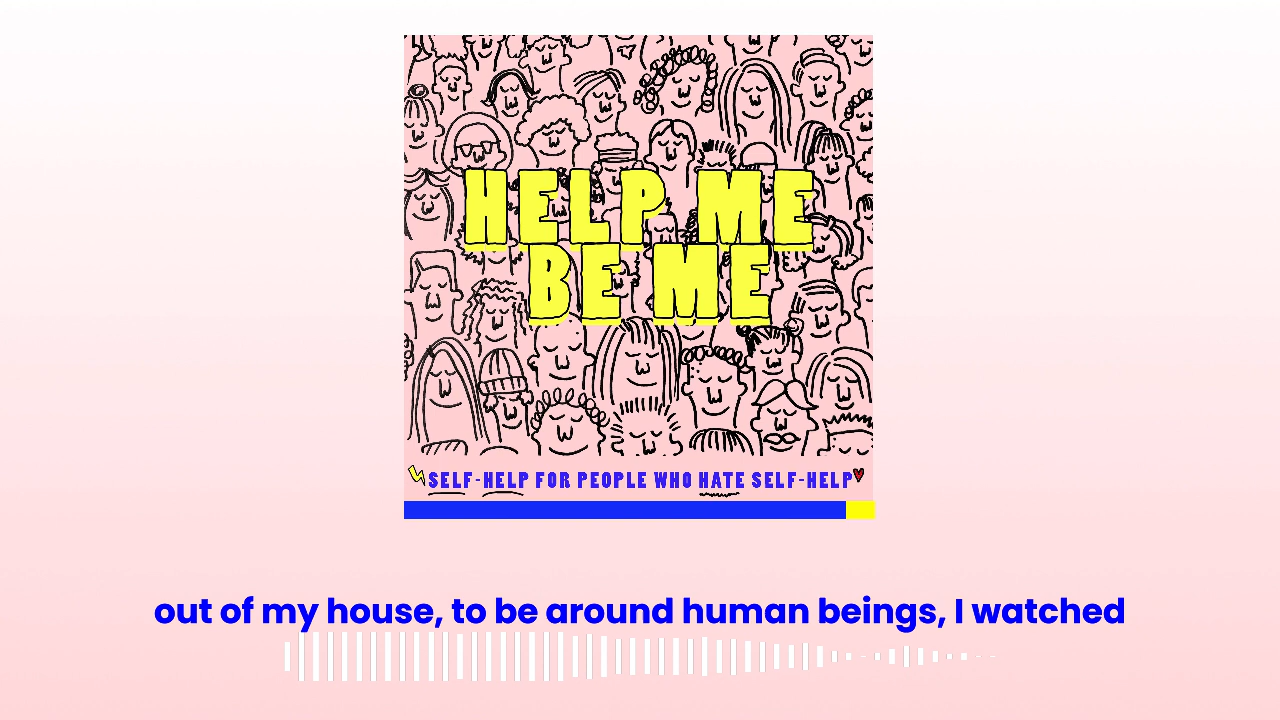 HELP ME
BE ME
SELF-HELP FOR PEOPLE WHO HATE SELF-HELP
out of my house, to be around human beings, I watched